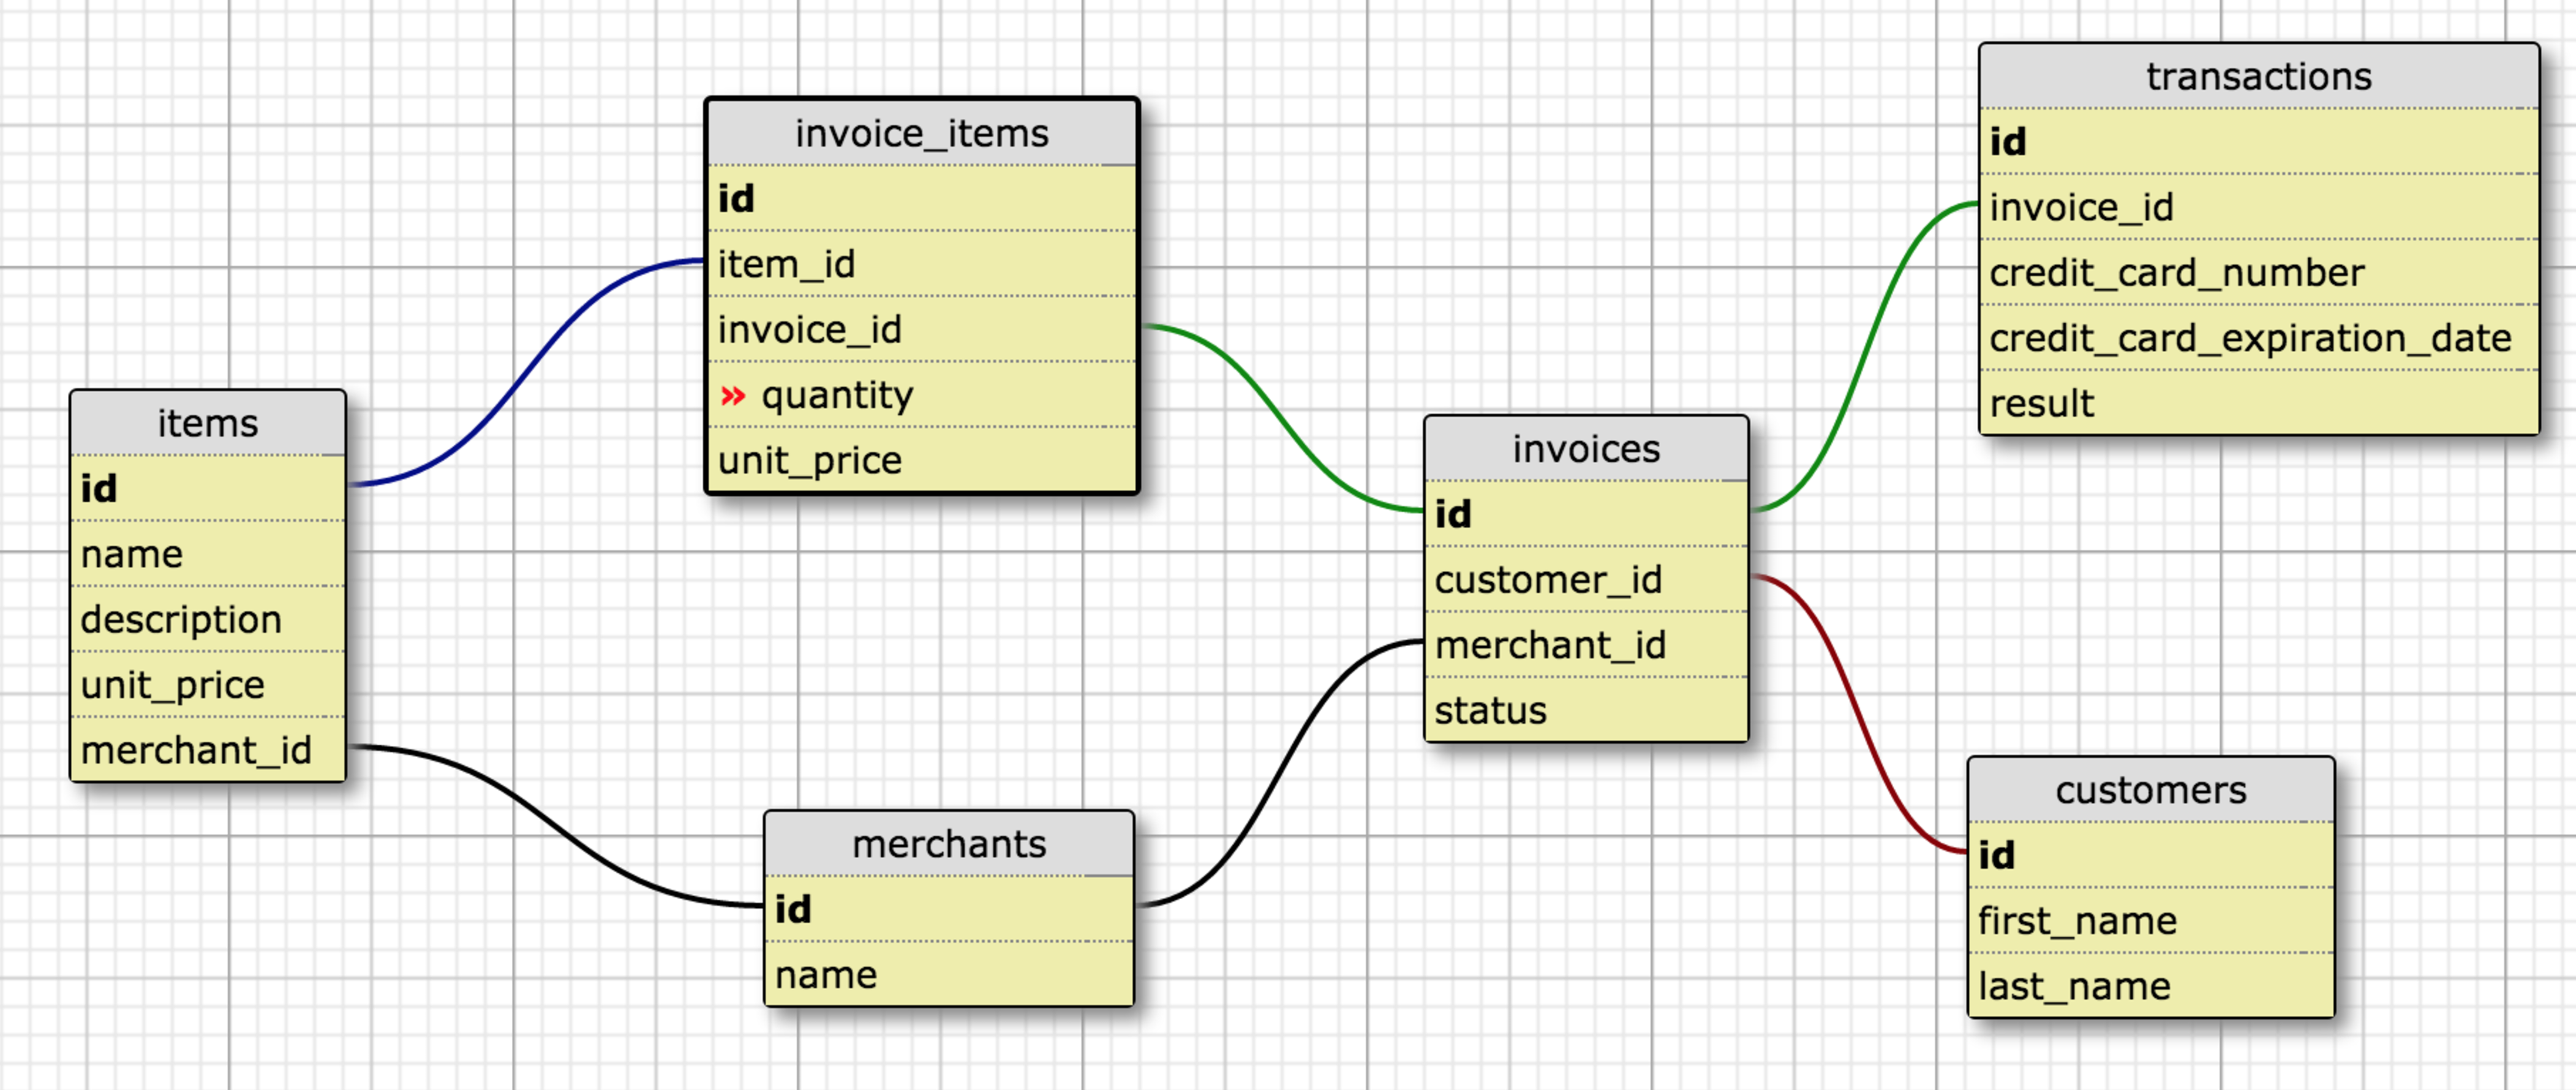 transactions
id
invoice_id
credit_card_number
credit_card_expiration_date
result
invoice_items
id
item_id
invoice_id
» quantity
unit_price
items
id
name
description
unit_price
merchant_id
invoices
id
customer_id
merchant_id
status
merchants
id
name
customers
id
first_name
last_name